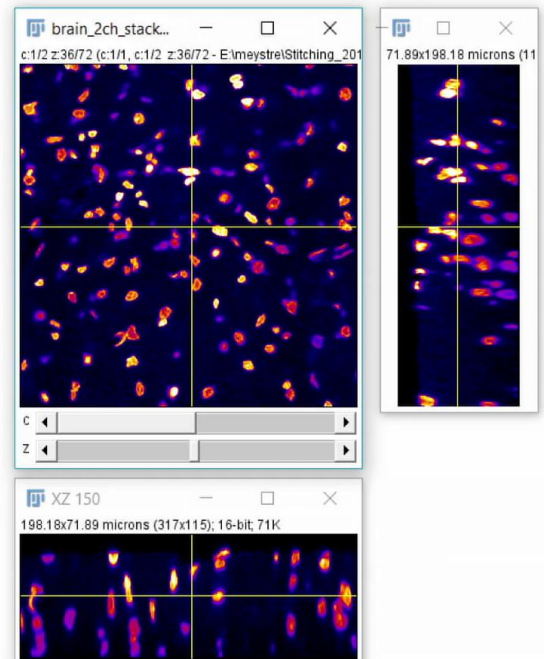 brain_2ch_stack...
c:1/2 z:36/72 (c:1/1, c:1/2 z:36/72 - E:\meystre\Stitching_201
71.89x198.18 microns (11
C
Z
XZ 150
198.18x71.89 microns (317x115); 16-bit; 71K